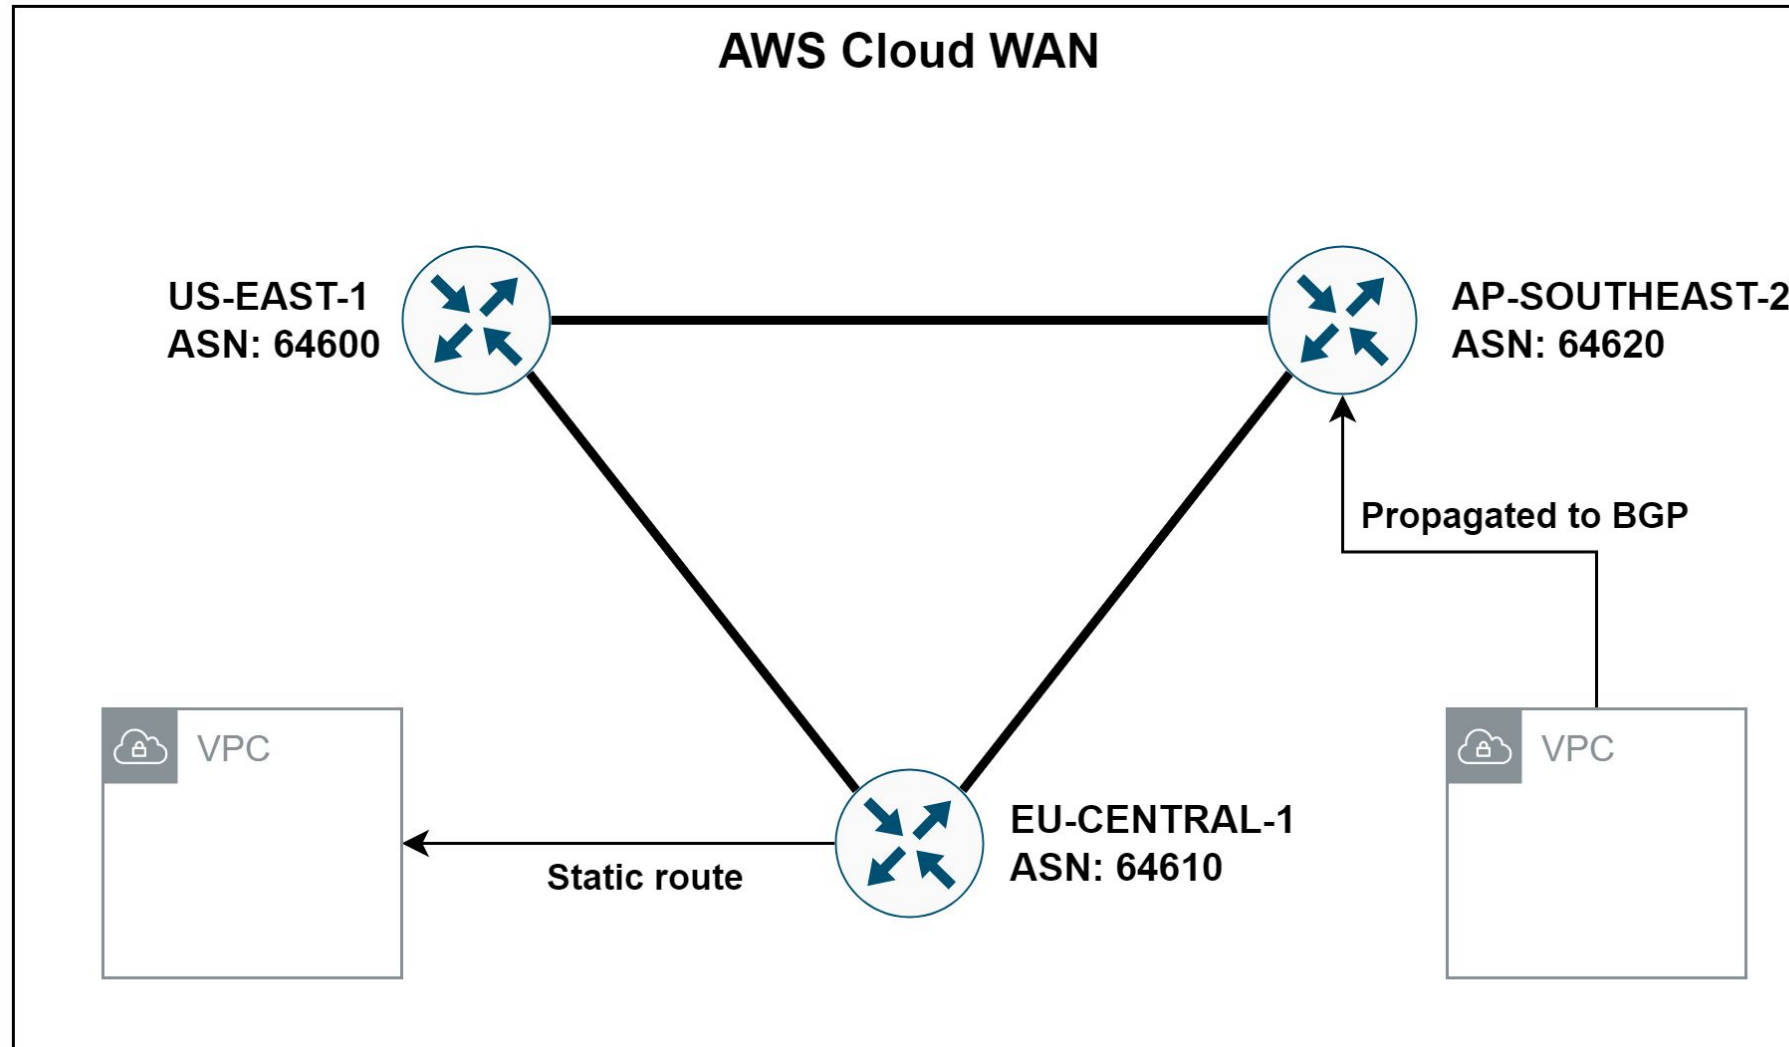 AWS Cloud WAN
US-EAST-1
ASN: 64600
AP-SOUTHEAST-2
ASN: 64620
Propagated to BGP
VPC
VPC
EU-CENTRAL-1
ASN: 64610
Static route